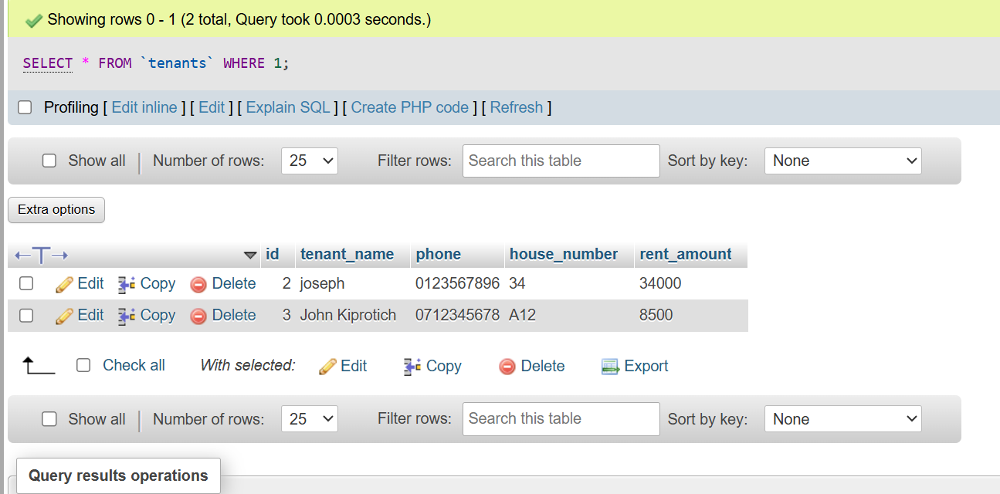 Showing rows 0 - 1 (2 total, Query took 0.0003 seconds.)
SELECT * FROM `tenants` WHERE 1;
Profiling [ Edit inline ] [ Edit ] [ Explain SQL ] [ Create PHP code ] [ Refresh ]
Show all | Number of rows: 25 Filter rows: Search this table Sort by key: None
Extra options
←T→ id tenant_name phone house_number rent_amount
Edit Copy Delete 2 joseph 0123567896 34 34000
Edit Copy Delete 3 John Kiprotich 0712345678 A12 8500
Check all With selected: Edit Copy Delete Export
Show all | Number of rows: 25 Filter rows: Search this table Sort by key: None
Query results operations